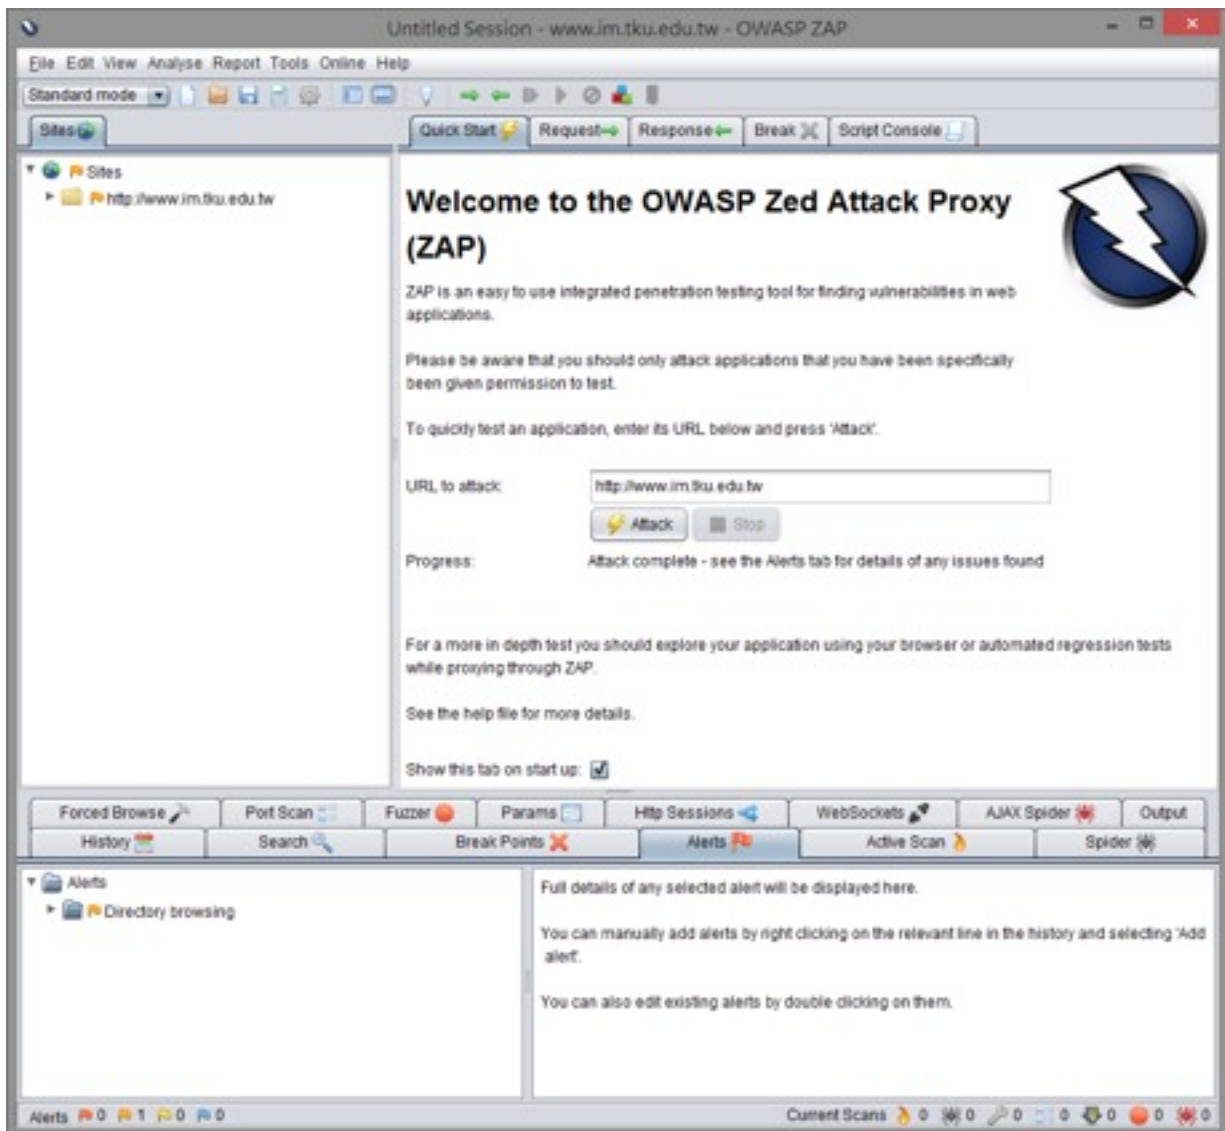 Untitled Session - www.im.tku.edu.tw - OWASP ZAP
File Edit View Analyse Report Tools Online Help
Standard mode
Sites
Quick Start Request Response Break Script Console
Sites
http://www.im.tku.edu.tw
Welcome to the OWASP Zed Attack Proxy
(ZAP)
ZAP is an easy to use integrated penetration testing tool for finding vulnerabilities in web
applications.
Please be aware that you should only attack applications that you have been specifically
been given permission to test.
To quickly test an application, enter its URL below and press 'Attack'.
URL to attack: http://www.im.tku.edu.tw
Attack Stop
Progress: Attack complete - see the Alerts tab for details of any issues found
For a more in depth test you should explore your application using your browser or automated regression tests
while proxying through ZAP.
See the help file for more details.
Show this tab on start up:
Forced Browse Port Scan Fuzzer Params Http Sessions WebSockets AJAX Spider Output
History Search Break Points Alerts Active Scan Spider
Alerts
Directory browsing
Full details of any selected alert will be displayed here.
You can manually add alerts by right clicking on the relevant line in the history and selecting 'Add
alert'.
You can also edit existing alerts by double clicking on them.
Alerts 0 1 0 0 Current Scans 0 0 0 0 0 0 0